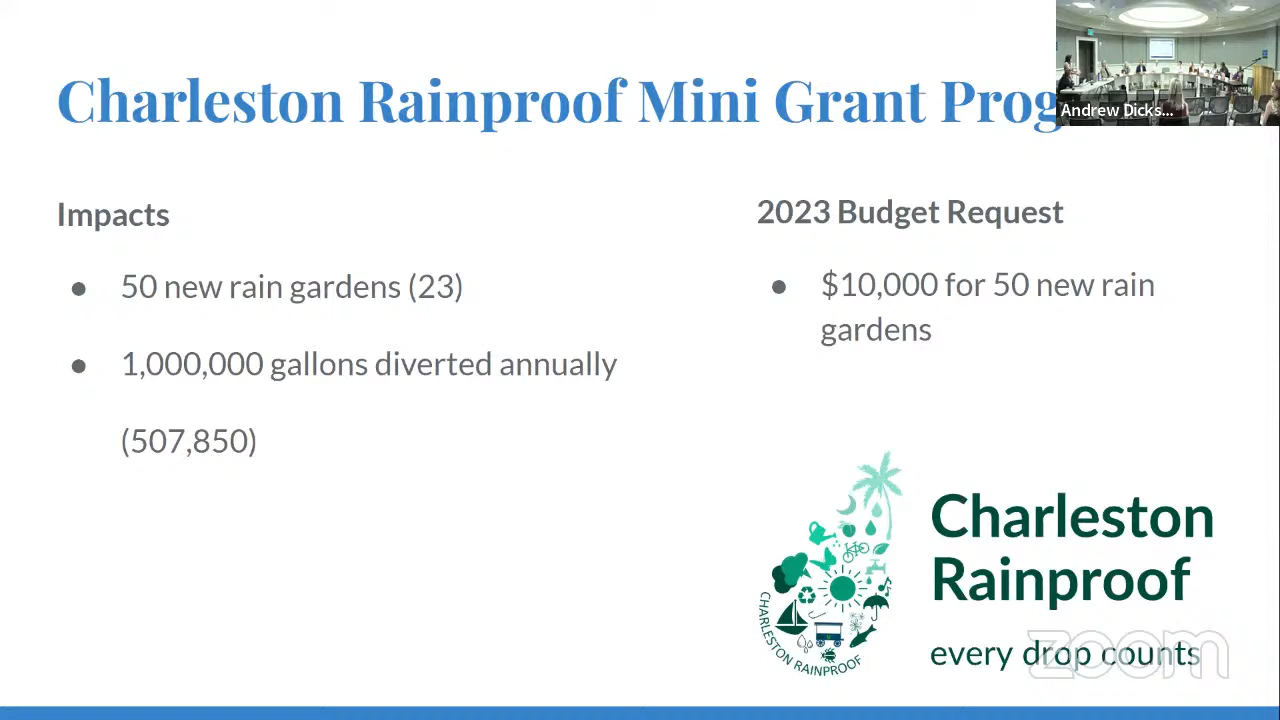 Charleston Rainproof Mini Grant Prog
Andrew Dicks...
Impacts
● 50 new rain gardens (23)
● 1,000,000 gallons diverted annually
(507,850)
2023 Budget Request
● $10,000 for 50 new rain
gardens
CHARLESTON RAINPROOF
Charleston
Rainproof
every drop counts
zoom